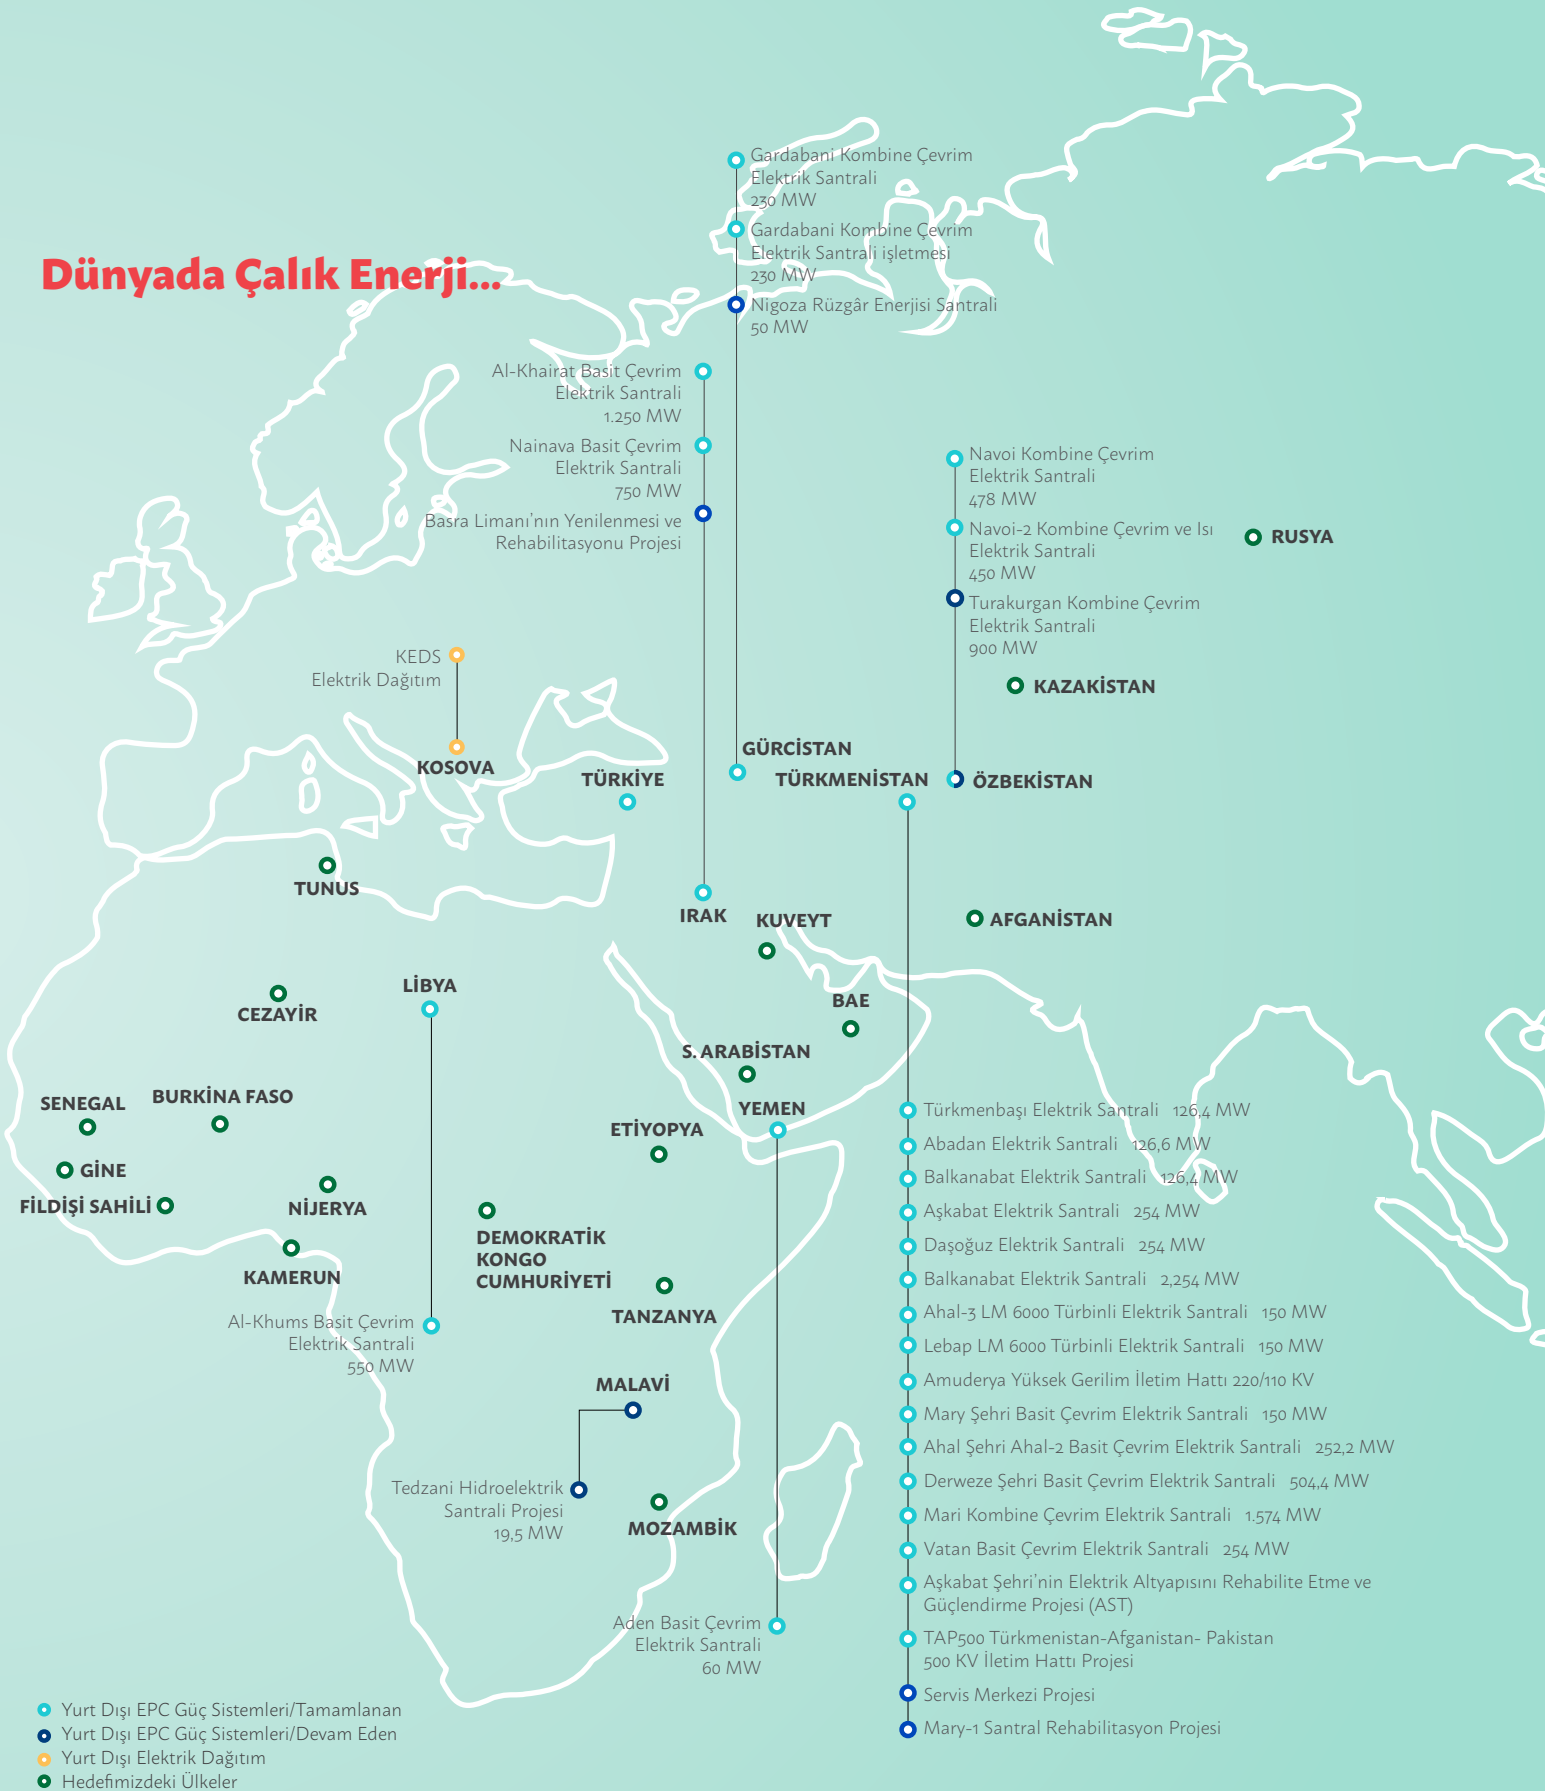 Dünyada Çalık Enerji...
Gardabani Kombine Çevrim
Elektrik Santrali
230 MW
Gardabani Kombine Çevrim
Elektrik Santrali işletmesi
230 MW
Nigoza Rüzgâr Enerjisi Santrali
50 MW
Al-Khairat Basit Çevrim
Elektrik Santrali
1.250 MW
Nainava Basit Çevrim
Elektrik Santrali
750 MW
Basra Limanı'nın Yenilenmesi ve
Rehabilitasyonu Projesi
Navoi Kombine Çevrim
Elektrik Santrali
478 MW
Navoi-2 Kombine Çevrim ve Isı
Elektrik Santrali
450 MW
Turakurgan Kombine Çevrim
Elektrik Santrali
900 MW
RUSYA
KEDS
Elektrik Dağıtım
KAZAKİSTAN
KOSOVA
TÜRKİYE
GÜRCİSTAN
TÜRKMENİSTAN
ÖZBEKİSTAN
TUNUS
IRAK
KUVEYT
AFGANİSTAN
CEZAYİR
LİBYA
BAE
S. ARABİSTAN
SENEGAL
BURKİNA FASO
YEMEN
ETİYOPYA
GİNE
FİLDİŞİ SAHİLİ
NİJERYA
DEMOKRATİK
KONGO
CUMHURİYETİ
KAMERUN
TANZANYA
Al-Khums Basit Çevrim
Elektrik Santrali
550 MW
MALAVİ
Tedzani Hidroelektrik
Santrali Projesi
19,5 MW
MOZAMBİK
Aden Basit Çevrim
Elektrik Santrali
60 MW
Türkmenbaşı Elektrik Santrali 126,4 MW
Abadan Elektrik Santrali 126,6 MW
Balkanabat Elektrik Santrali 126,4 MW
Aşkabat Elektrik Santrali 254 MW
Daşoğuz Elektrik Santrali 254 MW
Balkanabat Elektrik Santrali 2,254 MW
Ahal-3 LM 6000 Türbinli Elektrik Santrali 150 MW
Lebap LM 6000 Türbinli Elektrik Santrali 150 MW
Amuderya Yüksek Gerilim İletim Hattı 220/110 KV
Mary Şehri Basit Çevrim Elektrik Santrali 150 MW
Ahal Şehri Ahal-2 Basit Çevrim Elektrik Santrali 252,2 MW
Derweze Şehri Basit Çevrim Elektrik Santrali 504,4 MW
Mari Kombine Çevrim Elektrik Santrali 1.574 MW
Vatan Basit Çevrim Elektrik Santrali 254 MW
Aşkabat Şehri'nin Elektrik Altyapısını Rehabilite Etme ve
Güçlendirme Projesi (AST)
TAP500 Türkmenistan-Afganistan- Pakistan
500 KV İletim Hattı Projesi
Servis Merkezi Projesi
Mary-1 Santral Rehabilitasyon Projesi
Yurt Dışı EPC Güç Sistemleri/Tamamlanan
Yurt Dışı EPC Güç Sistemleri/Devam Eden
Yurt Dışı Elektrik Dağıtım
Hedefimizdeki Ülkeler